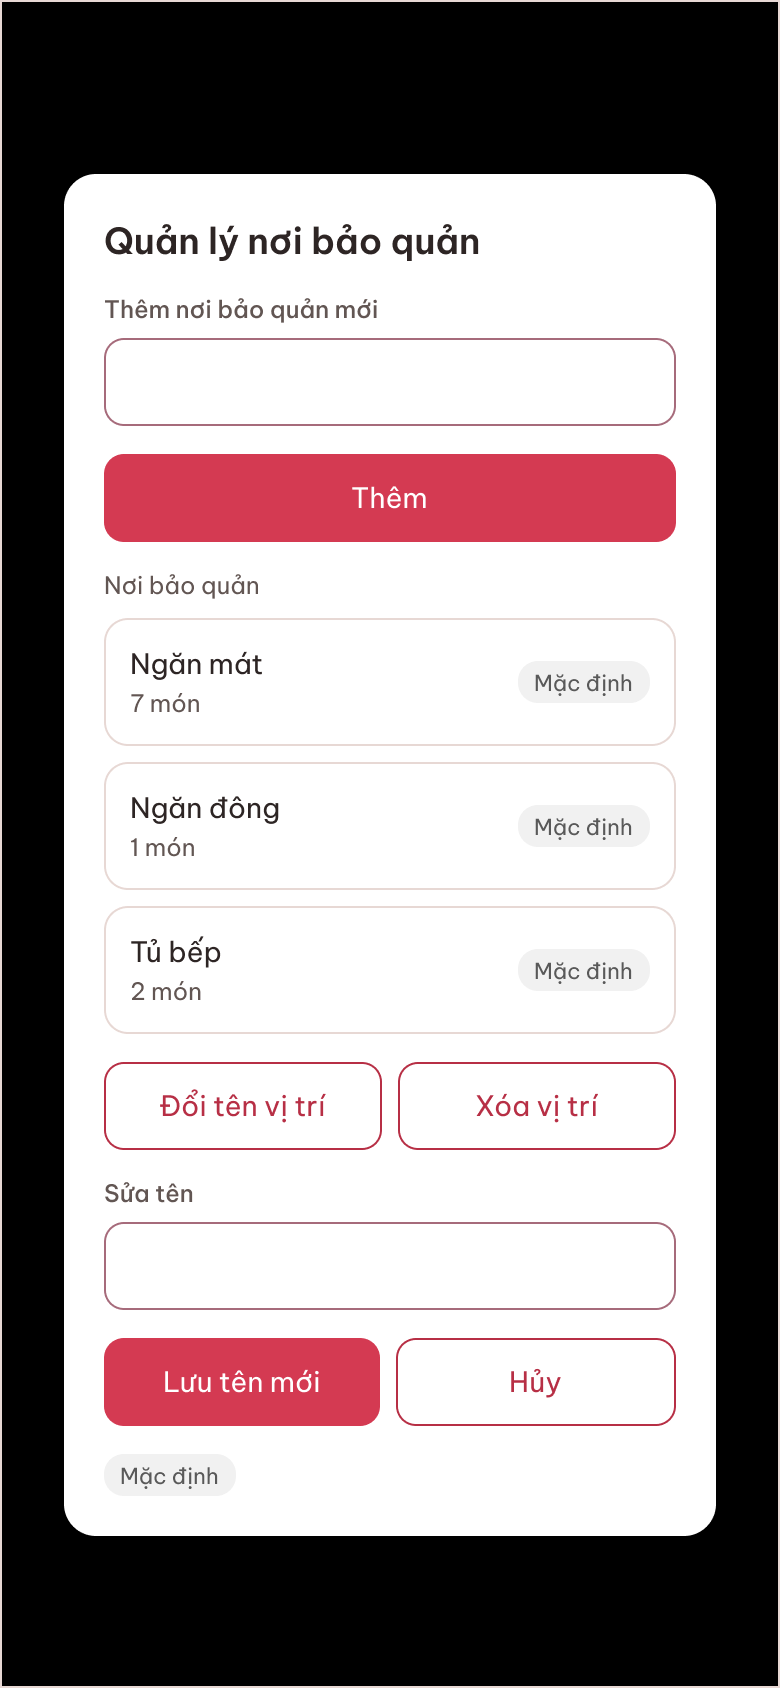 Quản lý nơi bảo quản
Thêm nơi bảo quản mới
Thêm
Nơi bảo quản
Ngăn mát
7 món
Mặc định
Ngăn đông
1 món
Mặc định
Tủ bếp
2 món
Mặc định
Đổi tên vị trí
Xóa vị trí
Sửa tên
Lưu tên mới
Hủy
Mặc định